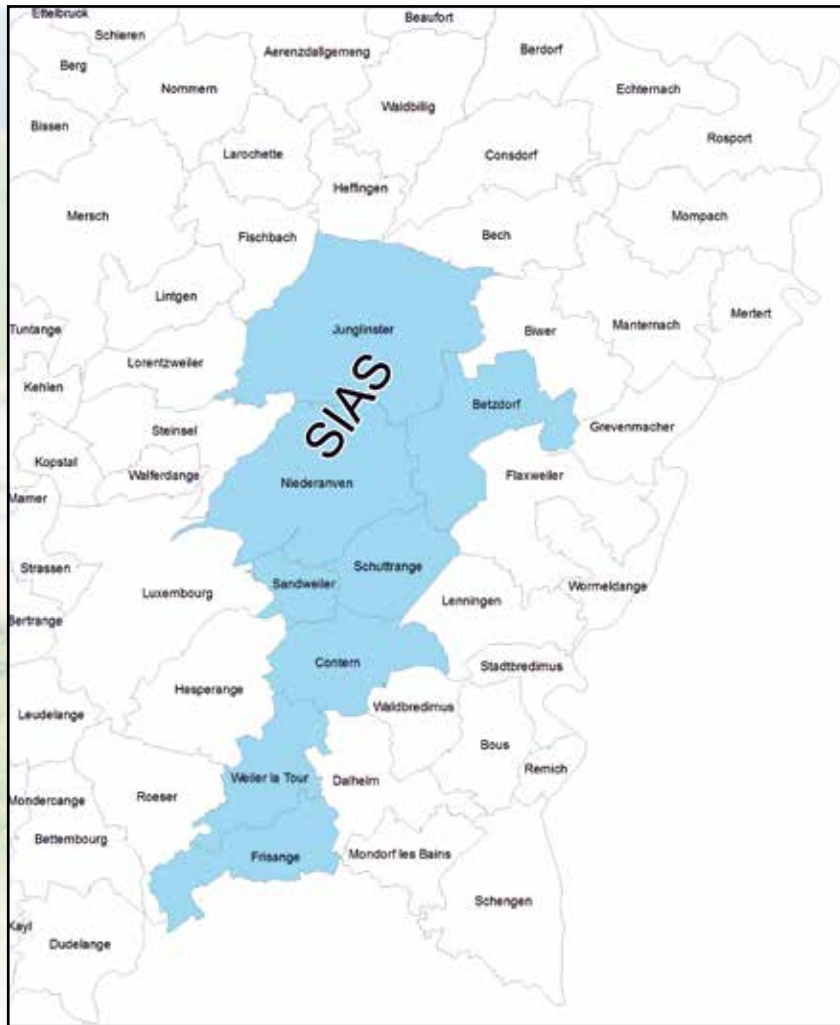 Ettelbruck
Beaufort
Schieren
Aerenzdallgemeng
Berdorf
Berg
Nommern
Echternach
Waldbillig
Bissen
Rosport
Larochette
Consdorf
Heffingen
Mersch
Mompach
Fischbach
Bech
Lintgen
Tuntange
Junglinster
Biwer
Manternach
Mertert
Lorentzweiler
Kehlen
SIAS
Betzdorf
Steinsel
Grevenmacher
Kopstal
Walferdange
Niederanven
Flaxweiler
Mamer
Strassen
Schuttrange
Sandweiler
Luxembourg
Wormeldange
Lenningen
Bertrange
Contern
Stadtbredimus
Hesperange
Leudelange
Waldbredimus
Bous
Remich
Weiler la Tour
Dalheim
Roeser
Mondercange
Bettembourg
Frisange
Mondorf les Bains
Schengen
Kayl
Dudelange